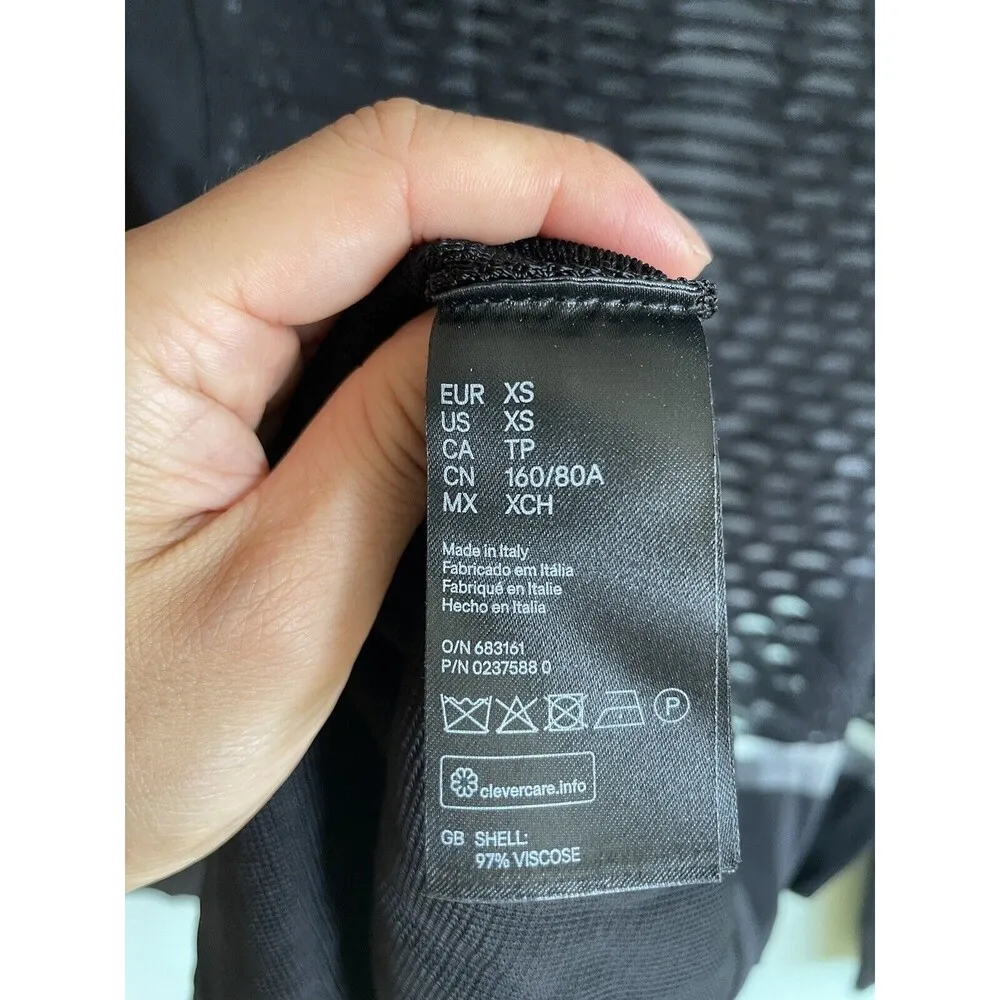 EUR XS
US XS
CA TP
CN 160/80A
MX XCH
Made in Italy
Fabricado em Itália
Fabriqué en Italie
Hecho en Italia
O/N 683161
P/N 0237588 0
P
clevercare.info
GB SHELL:
97% VISCOSE